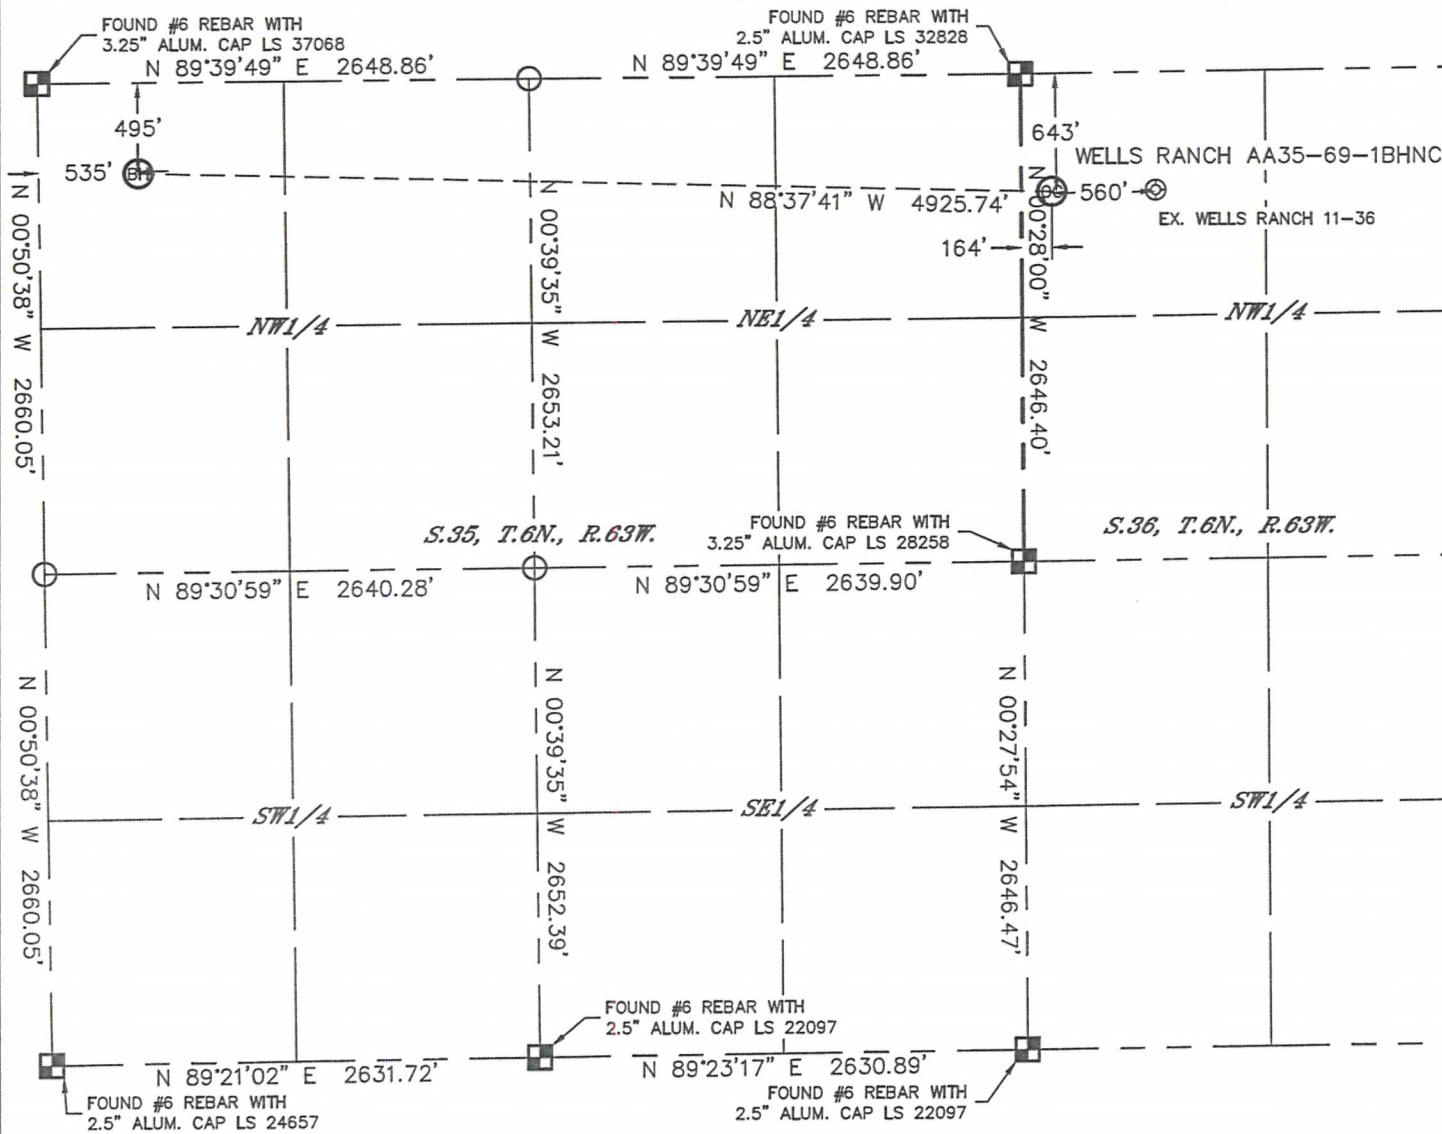 FOUND #6 REBAR WITH
3.25" ALUM. CAP LS 37068
FOUND #6 REBAR WITH
2.5" ALUM. CAP LS 32828
N 89°39'49" E 2648.86'
N 89°39'49" E 2648.86'
495'
643'
WELLS RANCH AA35-69-1BHNC
535'
BH
N 88°37'41" W 4925.74'
560'
EX. WELLS RANCH 11-36
164'
N 00°50'38" W 2660.05'
N 00°39'35" W 2653.21'
N 00°28'00" W 2646.40'
NW1/4
NE1/4
NW1/4
S.35, T.6N., R.63W.
FOUND #6 REBAR WITH
3.25" ALUM. CAP LS 28258
S.36, T.6N., R.63W.
N 89°30'59" E 2640.28'
N 89°30'59" E 2639.90'
N 00°50'38" W 2660.05'
N 00°39'35" W 2652.39'
N 00°27'54" W 2646.47'
SW1/4
SE1/4
SW1/4
FOUND #6 REBAR WITH
2.5" ALUM. CAP LS 22097
N 89°21'02" E 2631.72'
N 89°23'17" E 2630.89'
FOUND #6 REBAR WITH
2.5" ALUM. CAP LS 24657
FOUND #6 REBAR WITH
2.5" ALUM. CAP LS 22097